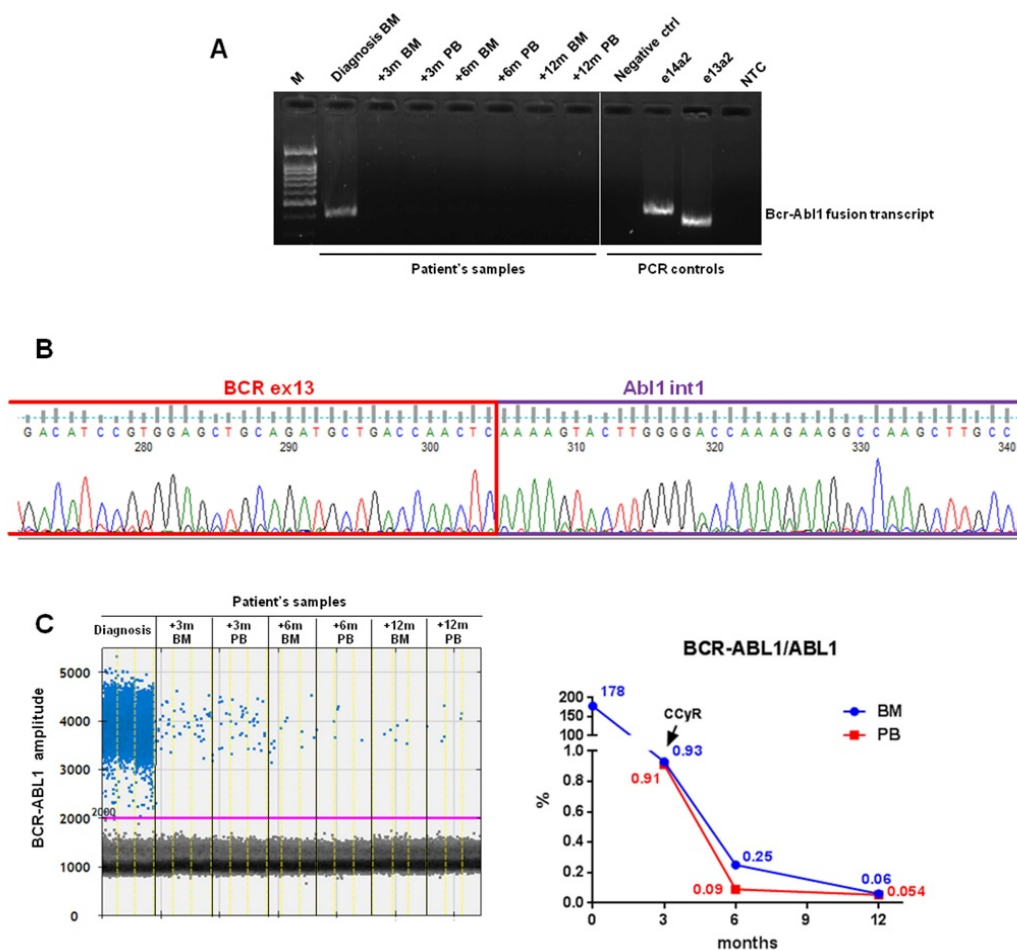 A
M
Diagnosis BM
+3m BM
+3m PB
+6m BM
+6m PB
+12m BM
+12m PB
Negative ctrl
e14a2
e13a2
NTC
Bcr-Abl1 fusion transcript
Patient's samples
PCR controls
B
BCR ex13
Abl1 int1
GACATCCGTGGAGCTGCAGATGCTGACCAACTCAAAAGTACTTGGGGACCAAAGAAGGCCAAGCTTGCC
280 290 300 310 320 330 340
C
Patient's samples
Diagnosis
+3m BM
+3m PB
+6m BM
+6m PB
+12m BM
+12m PB
BCR-ABL1 amplitude
5000
4000
3000
2000
2000
1000
0
BCR-ABL1/ABL1
200
150
100
1.0
0.8
0.6
0.4
0.2
0.0
%
178
CCyR
0.93
0.91
0.25
0.09
0.06
0.054
BM
PB
0 3 6 12
months